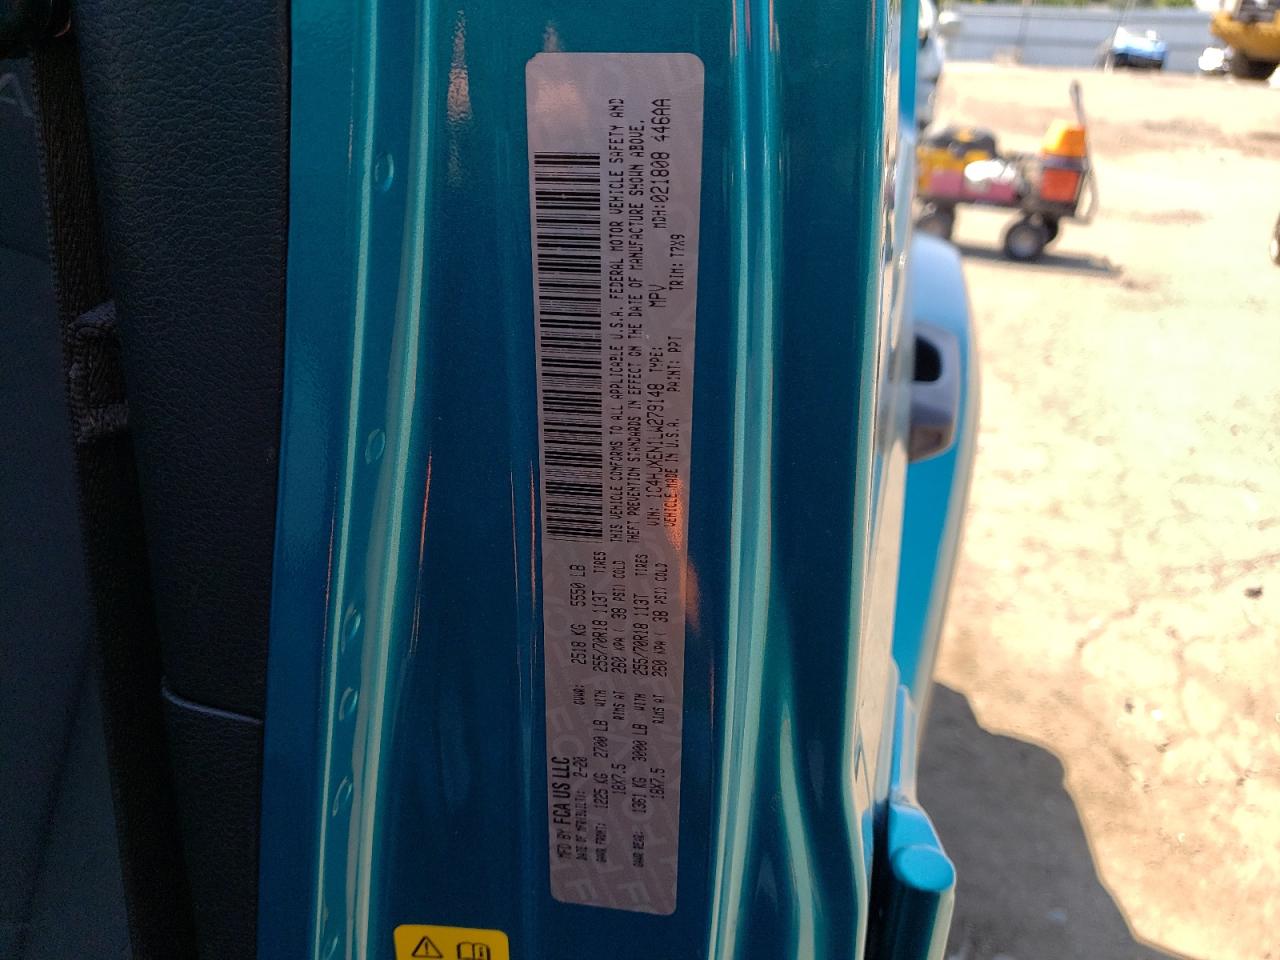 MFD BY FCA US LLC
DATE OF MFR(BUILT): 2-20 GVWR: 2518 KG 5550 LB
GAWR FRONT: 1225 KG 2700 LB WITH 255/70R18 113T TIRES
18X7.5 RIMS AT 260 KPA ( 38 PSI) COLD
GAWR REAR: 1361 KG 3000 LB WITH 255/70R18 113T TIRES
18X7.5 RIMS AT 260 KPA ( 38 PSI) COLD
THIS VEHICLE CONFORMS TO ALL APPLICABLE U.S.A. FEDERAL MOTOR VEHICLE SAFETY AND
THEFT PREVENTION STANDARDS IN EFFECT ON THE DATE OF MANUFACTURE SHOWN ABOVE.
VIN: 1C4HJXEN1LW279148 TYPE: MPV MDH:021808 446AA
VEHICLE MADE IN U.S.A. PAINT: PPT TRIM: T7X9